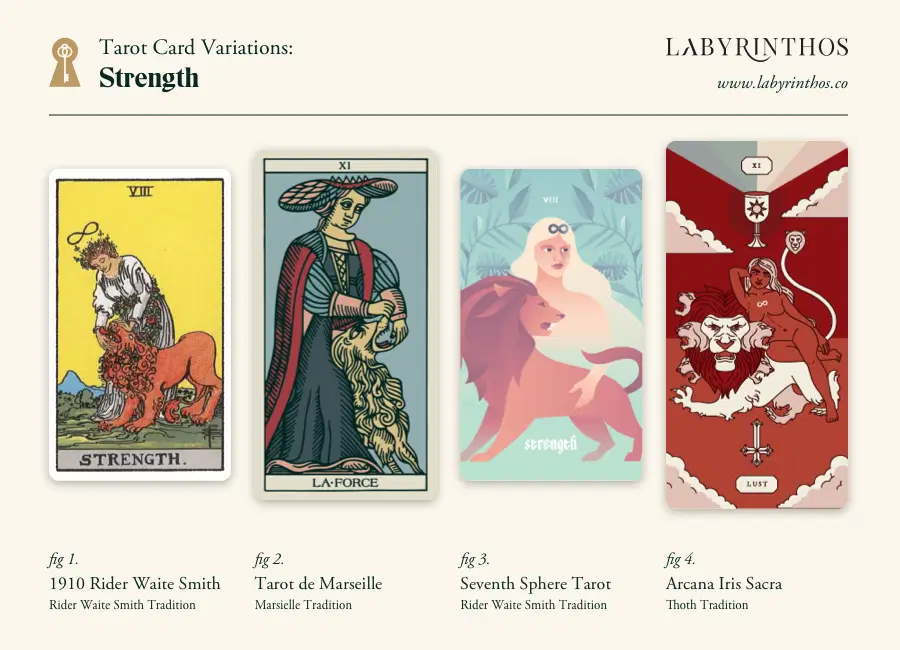 Tarot Card Variations:
Strength
LABYRINTHOS
www.labyrinthos.co
VIII
STRENGTH.
XI
LA·FORCE
VIII
strength
XI
LUST
fig 1.
1910 Rider Waite Smith
Rider Waite Smith Tradition
fig 2.
Tarot de Marseille
Marsielle Tradition
fig 3.
Seventh Sphere Tarot
Rider Waite Smith Tradition
fig 4.
Arcana Iris Sacra
Thoth Tradition